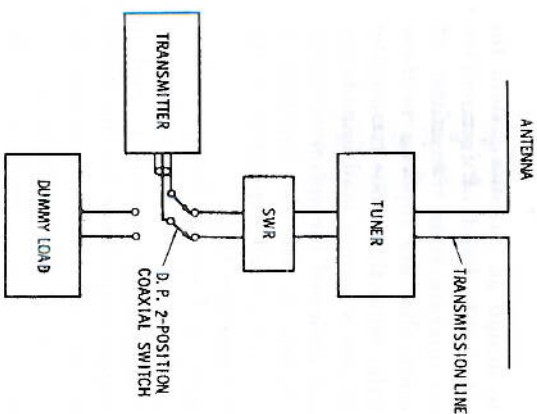 ANTENNA
TRANSMISSION LINE
TUNER
SWR
TRANSMITTER
D. P. 2-POSITION
COAXIAL SWITCH
DUMMY LOAD